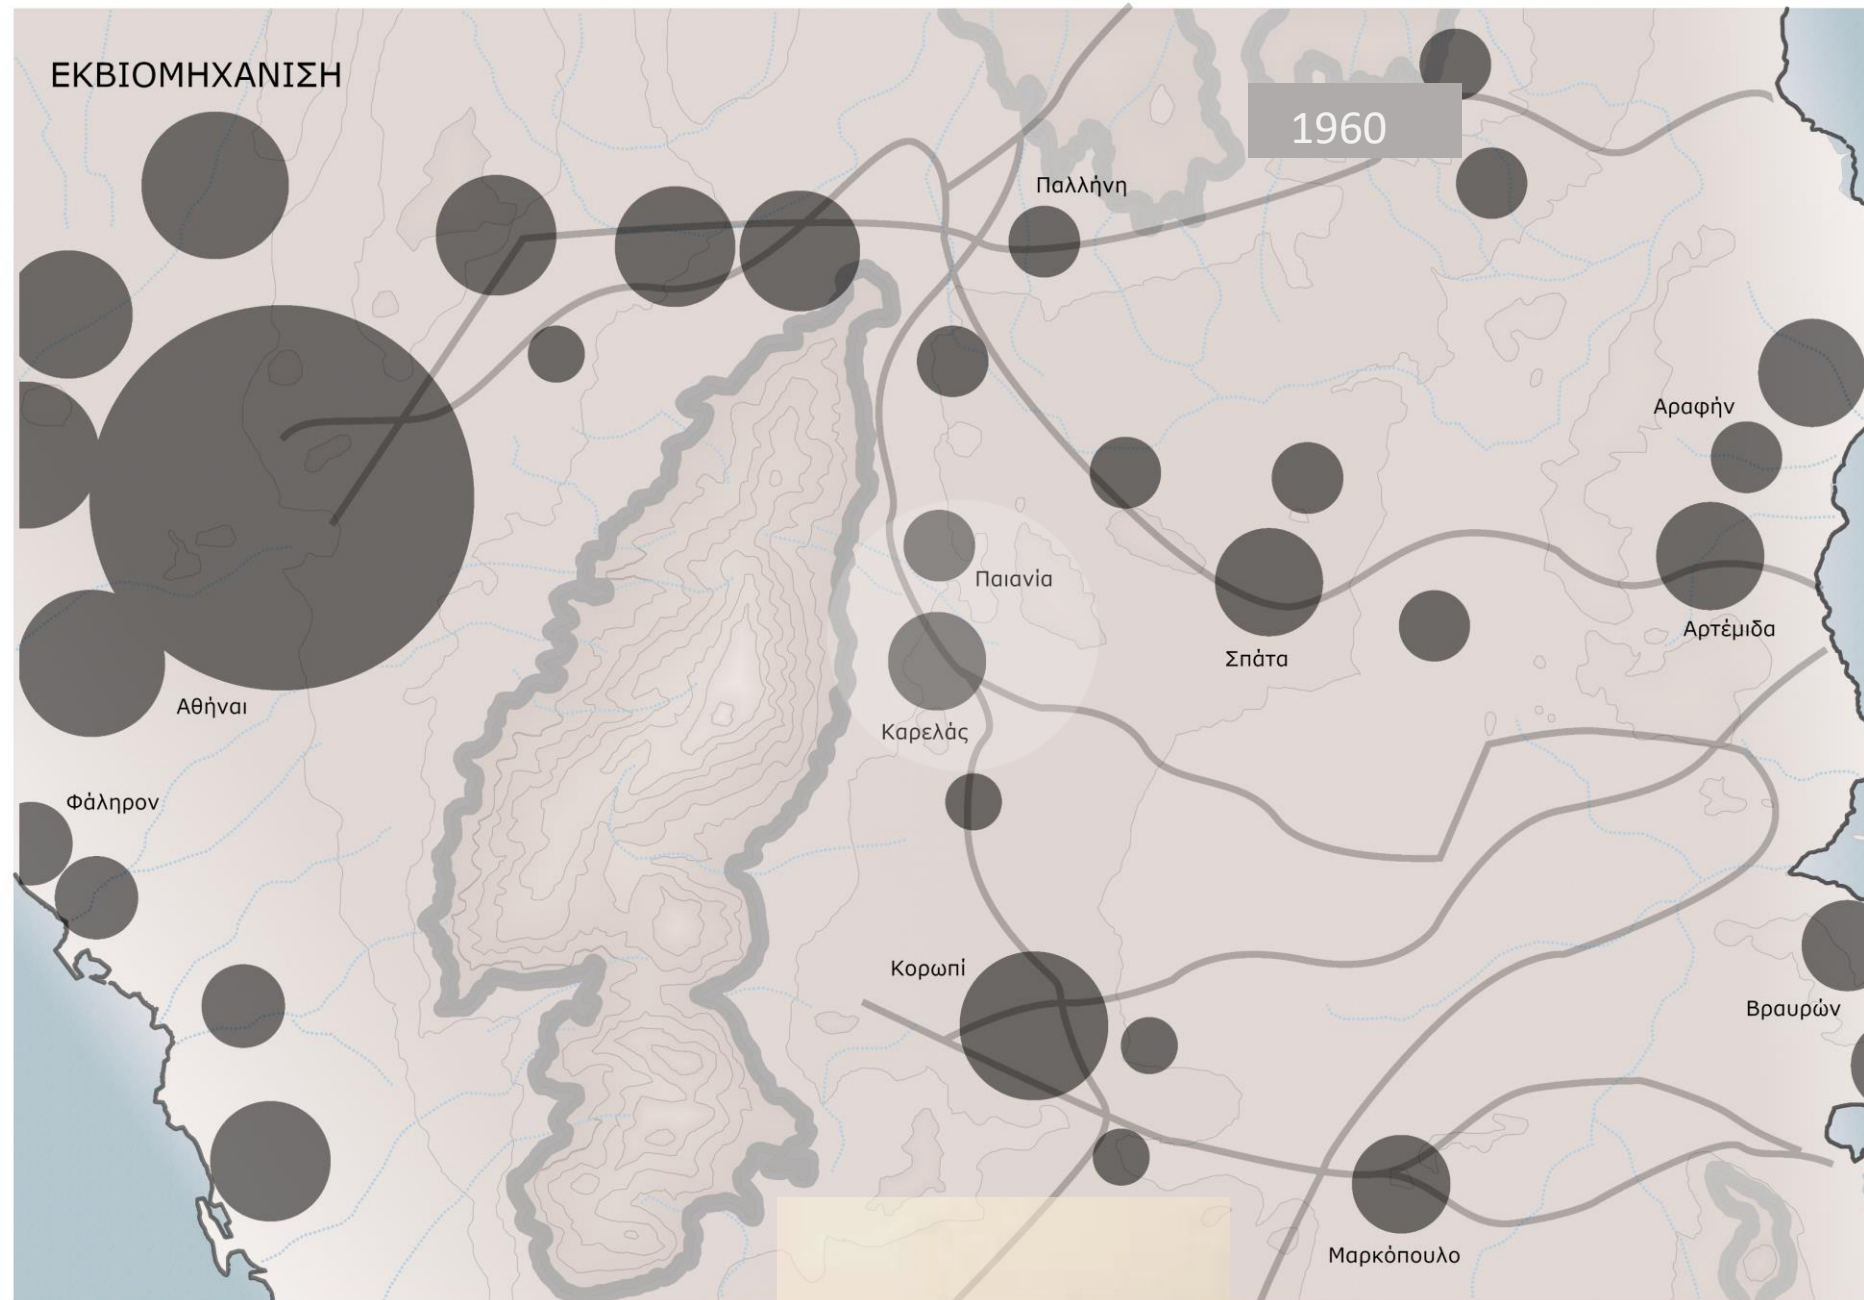 ΕΚΒΙΟΜΗΧΑΝΙΣΗ
1960
Παλλήνη
Αραφήν
Παιανία
Αρτέμιδα
Σπάτα
Αθήναι
Καρελάς
Φάληρον
Κορωπί
Βραυρών
Μαρκόπουλο